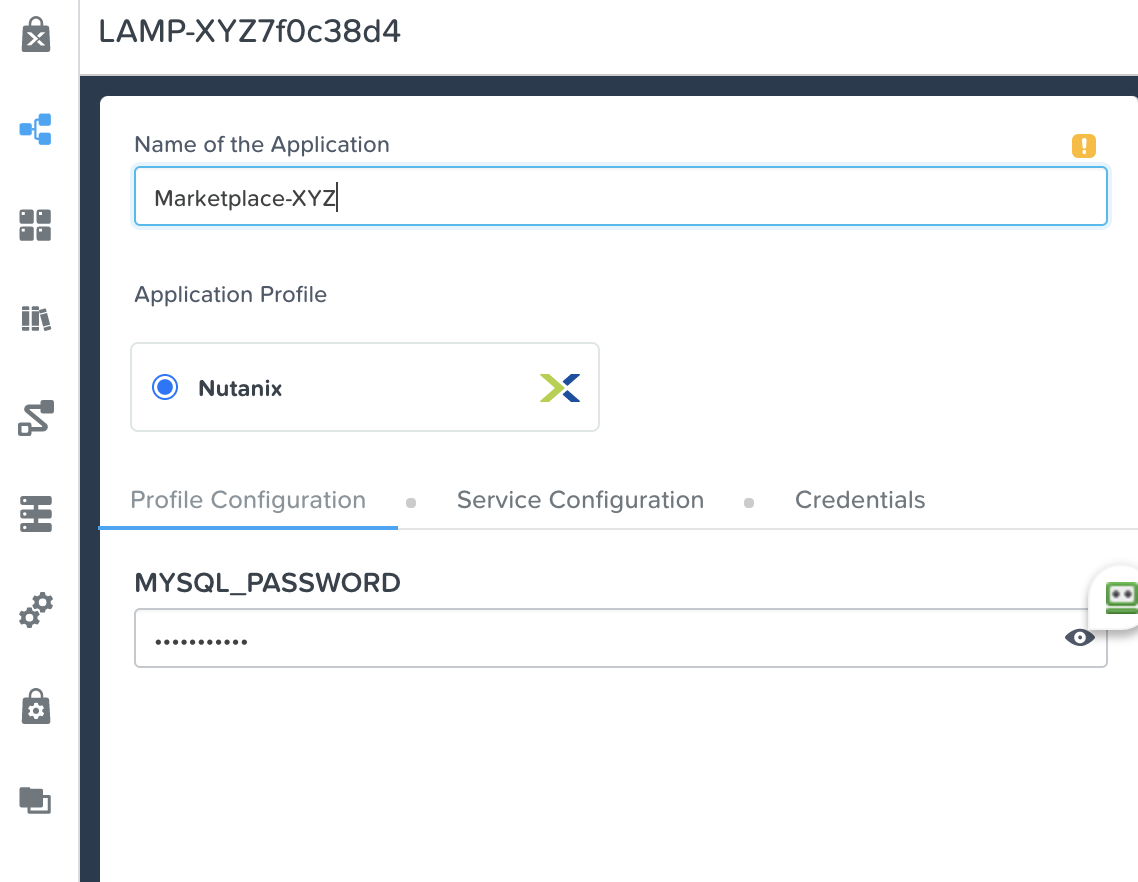 LAMP-XYZ7f0c38d4
Name of the Application
Marketplace-XYZ
Application Profile
Nutanix
Profile Configuration Service Configuration Credentials
MYSQL_PASSWORD
•••••••••••